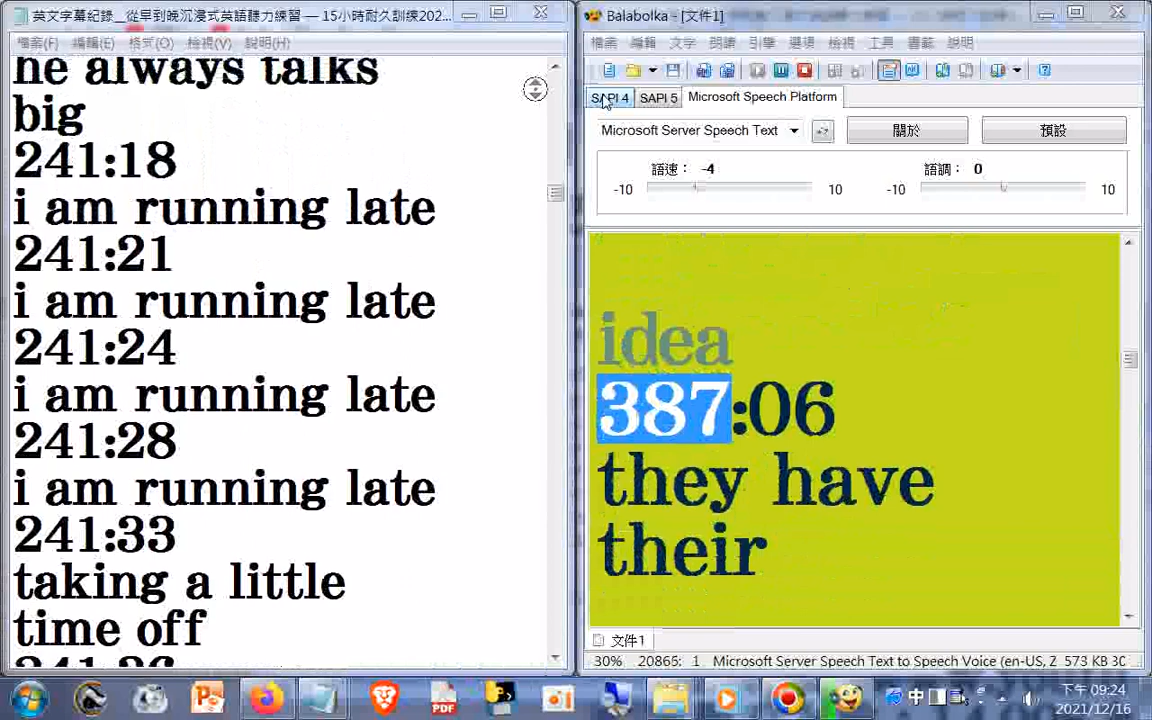 英文字幕紀錄__從早到晚沉浸式英語聽力練習 — 15小時耐久訓練202...
檔案(F) 編輯(E) 格式(O) 檢視(V) 說明(H)
he always talks
big
241:18
i am running late
241:21
i am running late
241:24
i am running late
241:28
i am running late
241:33
taking a little
time off
241:36
Balabolka - [文件1]
檔案 編輯 文字 朗讀 引擎 選項 檢視 工具 書籤 說明
SAPI 4 SAPI 5 Microsoft Speech Platform
Microsoft Server Speech Text
關於
預設
語速： -4
語調： 0
-10 10 -10 10
idea
387:06
they have
their
文件1
30% 20865: 1 Microsoft Server Speech Text to Speech Voice (en-US, Z 573 KB 3C
PDF
中
下午 09:24
2021/12/16